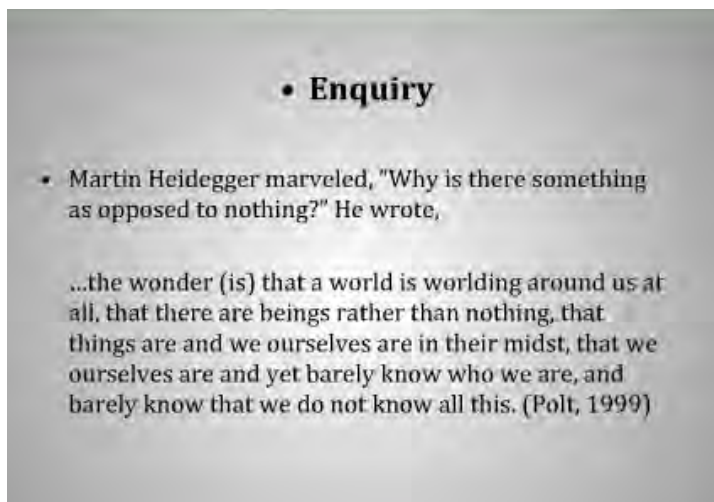 • Enquiry
• Martin Heidegger marveled, "Why is there something
as opposed to nothing?" He wrote,
...the wonder (is) that a world is worlding around us at
all, that there are beings rather than nothing, that
things are and we ourselves are in their midst, that we
ourselves are and yet barely know who we are, and
barely know that we do not know all this. (Polt, 1999)